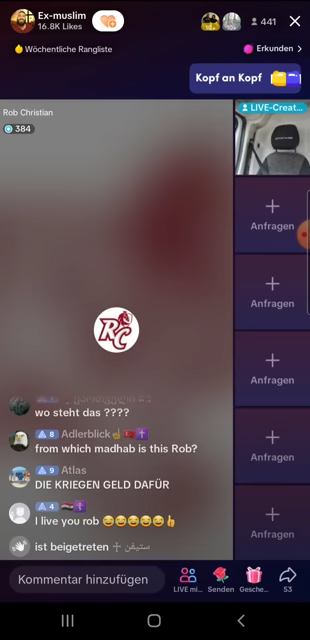 Ex-muslim
16.8K Likes
441
Wöchentliche Rangliste
Erkunden
Kopf an Kopf
Rob Christian
384
LIVE-Creat...
Anfragen
Anfragen
Anfragen
Anfragen
Anfragen
RC
wo steht das ????
8 Adlerblick
from which madhab is this Rob?
9 Atlas
DIE KRIEGEN GELD DAFÜR
4
I live you rob 😂😂😂😂😂👆
ist beigetreten ستيفن
Kommentar hinzufügen
LIVE mi...
Senden
Gesche...
53